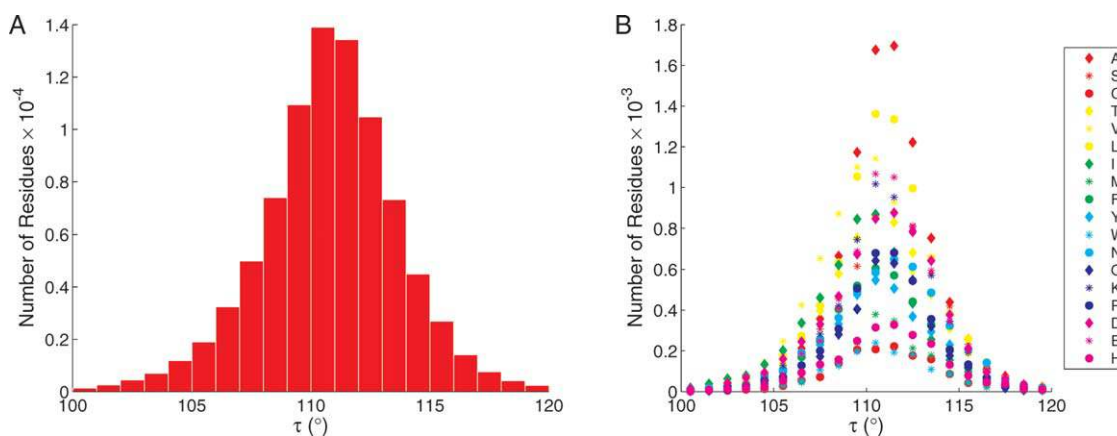 A
1.4
1.2
1
0.8
0.6
0.4
0.2
0
Number of Residues × 10⁻⁴
100
105
110
115
120
τ (°)
B
1.8
1.6
1.4
1.2
1
0.8
0.6
0.4
0.2
0
Number of Residues × 10⁻³
100
105
110
115
120
τ (°)
A
S
C
T
V
L
I
M
F
Y
W
N
K
D
E
H